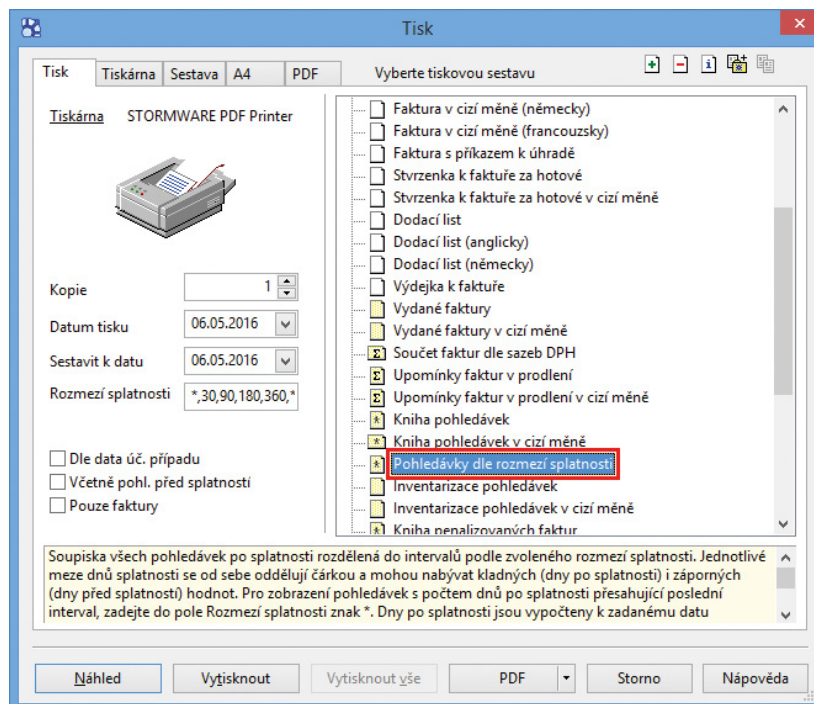 Tisk
Tisk Tiskárna Sestava A4 PDF Vyberte tiskovou sestavu
Tiskárna STORMWARE PDF Printer
Kopie 1
Datum tisku 06.05.2016
Sestavit k datu 06.05.2016
Rozmezí splatnosti *,30,90,180,360,*
Dle data úč. případu
Včetně pohl. před splatností
Pouze faktury
Faktura v cizí měně (německy)
Faktura v cizí měně (francouzsky)
Faktura s příkazem k úhradě
Stvrzenka k faktuře za hotové
Stvrzenka k faktuře za hotové v cizí měně
Dodací list
Dodací list (anglicky)
Dodací list (německy)
Výdejka k faktuře
Vydané faktury
Vydané faktury v cizí měně
Součet faktur dle sazeb DPH
Upomínky faktur v prodlení
Upomínky faktur v prodlení v cizí měně
Kniha pohledávek
Kniha pohledávek v cizí měně
Pohledávky dle rozmezí splatnosti
Inventarizace pohledávek
Inventarizace pohledávek v cizí měně
Kniha penalizovaných faktur
Soupiska všech pohledávek po splatnosti rozdělená do intervalů podle zvoleného rozmezí splatnosti. Jednotlivé
meze dnů splatnosti se od sebe oddělují čárkou a mohou nabývat kladných (dny po splatnosti) i záporných
(dny před splatností) hodnot. Pro zobrazení pohledávek s počtem dnů po splatnosti přesahující poslední
interval, zadejte do pole Rozmezí splatnosti znak *. Dny po splatnosti jsou vypočteny k zadanému datu
Náhled Vytisknout Vytisknout vše PDF Storno Nápověda